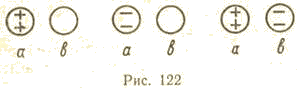 а в а в а в
Рис. 122